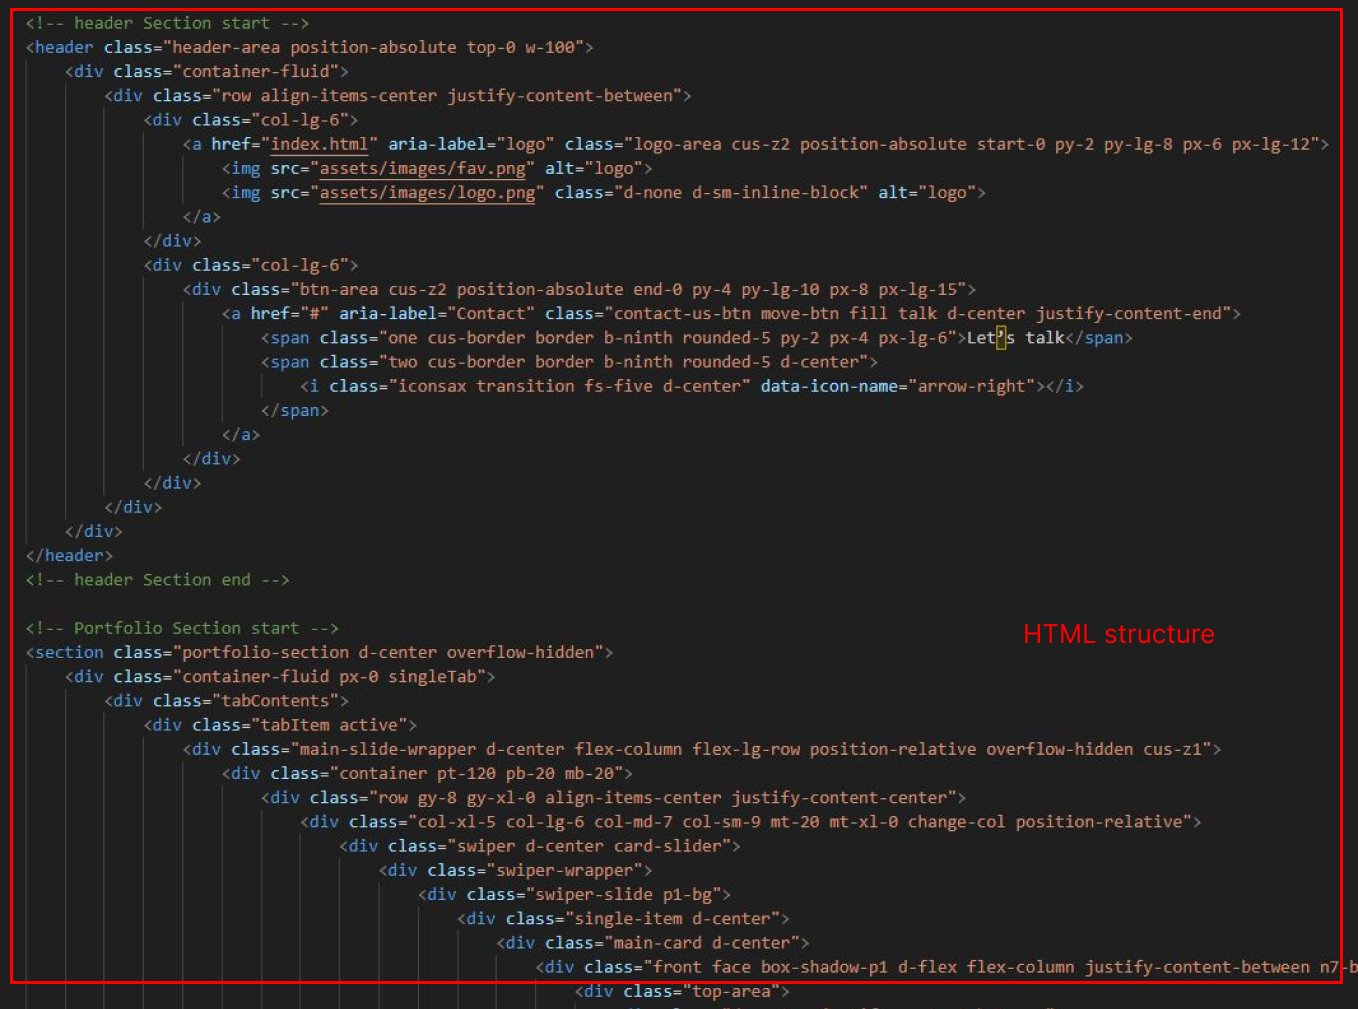 <!-- header Section start -->
<header class="header-area position-absolute top-0 w-100">
<div class="container-fluid">
<div class="row align-items-center justify-content-between">
<div class="col-lg-6">
<a href="index.html" aria-label="logo" class="logo-area cus-z2 position-absolute start-0 py-2 py-lg-8 px-6 px-lg-12">
<img src="assets/images/fav.png" alt="logo">
<img src="assets/images/logo.png" class="d-none d-sm-inline-block" alt="logo">
</a>
</div>
<div class="col-lg-6">
<div class="btn-area cus-z2 position-absolute end-0 py-4 py-lg-10 px-8 px-lg-15">
<a href="#" aria-label="Contact" class="contact-us-btn move-btn fill talk d-center justify-content-end">
<span class="one cus-border border b-ninth rounded-5 py-2 px-4 px-lg-6">Let’s talk</span>
<span class="two cus-border border b-ninth rounded-5 d-center">
<i class="iconsax transition fs-five d-center" data-icon-name="arrow-right"></i>
</span>
</a>
</div>
</div>
</div>
</div>
</header>
<!-- header Section end -->
<!-- Portfolio Section start -->
HTML structure
<section class="portfolio-section d-center overflow-hidden">
<div class="container-fluid px-0 singleTab">
<div class="tabContents">
<div class="tabItem active">
<div class="main-slide-wrapper d-center flex-column flex-lg-row position-relative overflow-hidden cus-z1">
<div class="container pt-120 pb-20 mb-20">
<div class="row gy-8 gy-xl-0 align-items-center justify-content-center">
<div class="col-xl-5 col-lg-6 col-md-7 col-sm-9 mt-20 mt-xl-0 change-col position-relative">
<div class="swiper d-center card-slider">
<div class="swiper-wrapper">
<div class="swiper-slide p1-bg">
<div class="single-item d-center">
<div class="main-card d-center">
<div class="front face box-shadow-p1 d-flex flex-column justify-content-between n7-b
<div class="top-area">